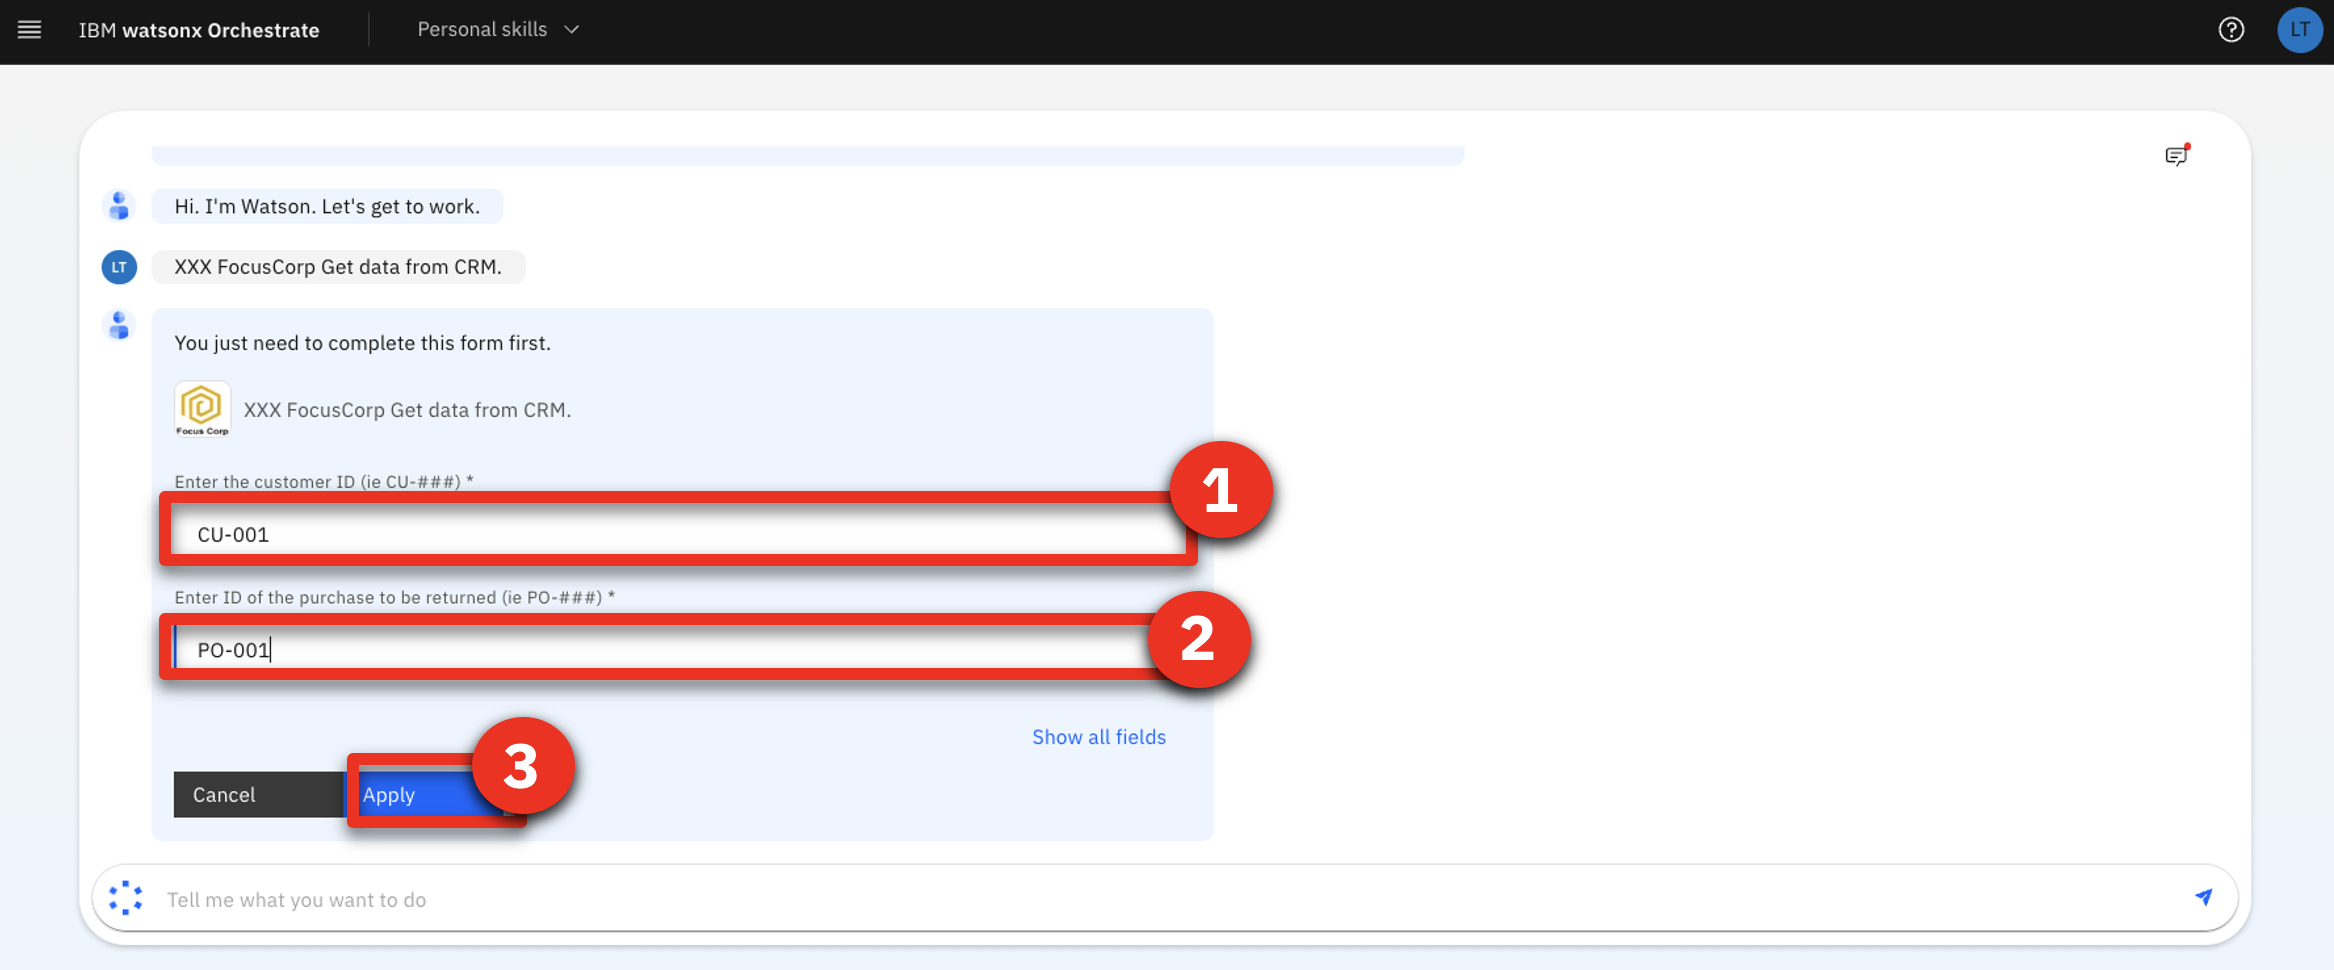 IBM watsonx Orchestrate
Personal skills
LT
Hi. I'm Watson. Let's get to work.
LT
XXX FocusCorp Get data from CRM.
You just need to complete this form first.
Focus Corp
XXX FocusCorp Get data from CRM.
Enter the customer ID (ie CU-###) *
1
CU-001
Enter ID of the purchase to be returned (ie PO-###) *
2
PO-001
Show all fields
3
Cancel
Apply
Tell me what you want to do